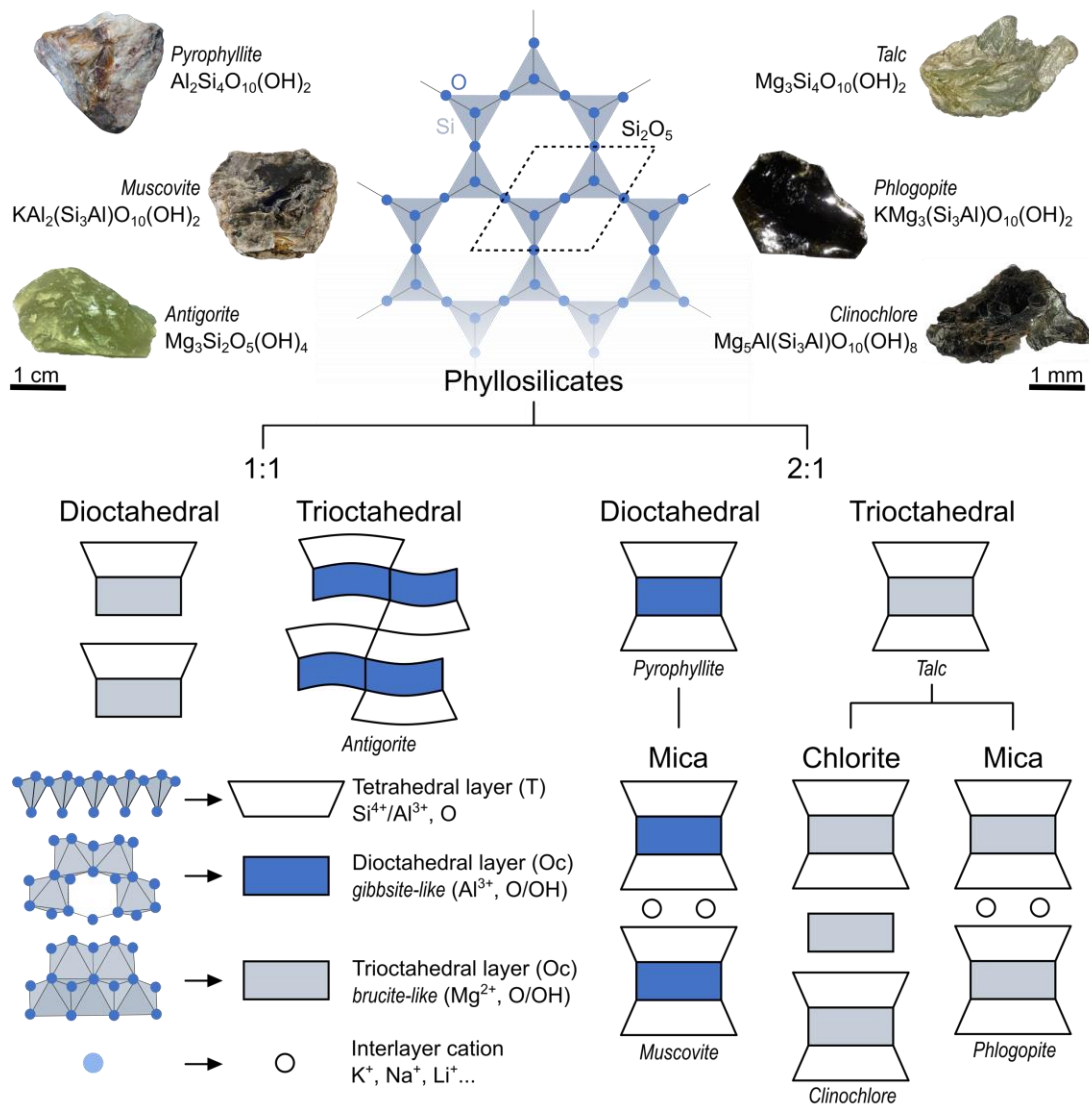 Pyrophyllite
Al₂Si₄O₁₀(OH)₂
Muscovite
KAl₂(Si₃Al)O₁₀(OH)₂
Antigorite
Mg₃Si₂O₅(OH)₄
1 cm
O
Si
Si₂O₅
Talc
Mg₃Si₄O₁₀(OH)₂
Phlogopite
KMg₃(Si₃Al)O₁₀(OH)₂
Clinochlore
Mg₅Al(Si₃Al)O₁₀(OH)₈
1 mm
Phyllosilicates
1:1
2:1
Dioctahedral
Trioctahedral
Dioctahedral
Trioctahedral
Antigorite
Pyrophyllite
Talc
Mica
Chlorite
Mica
Muscovite
Clinochlore
Phlogopite
Tetrahedral layer (T)
Si⁴⁺/Al³⁺, O
Dioctahedral layer (Oc)
gibbsite-like (Al³⁺, O/OH)
Trioctahedral layer (Oc)
brucite-like (Mg²⁺, O/OH)
Interlayer cation
K⁺, Na⁺, Li⁺...